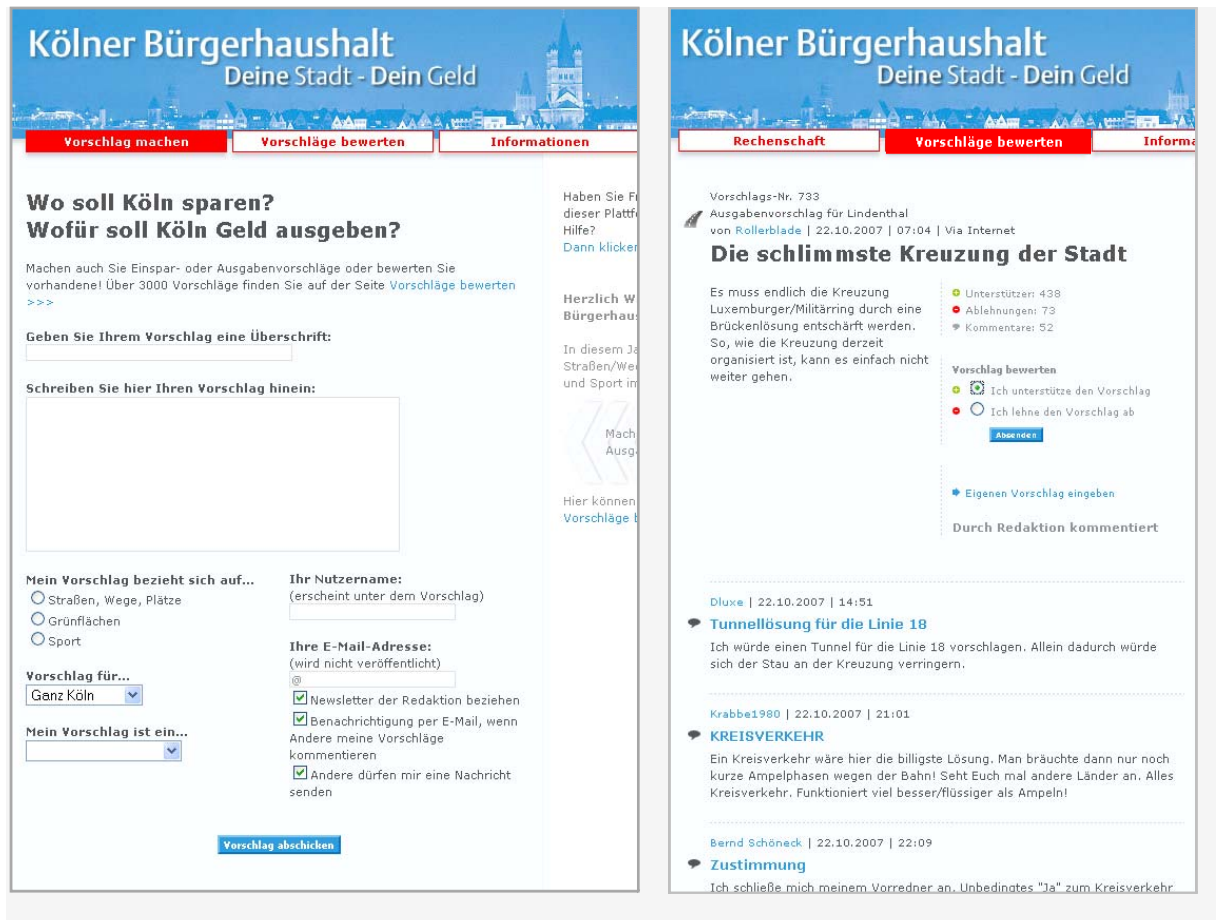 Kölner Bürgerhaushalt
Deine Stadt - Dein Geld
Vorschlag machen
Vorschläge bewerten
Informationen
Wo soll Köln sparen?
Wofür soll Köln Geld ausgeben?
Machen auch Sie Einspar- oder Ausgabenvorschläge oder bewerten Sie
vorhandene! Über 3000 Vorschläge finden Sie auf der Seite Vorschläge bewerten
>>>
Geben Sie Ihrem Vorschlag eine Überschrift:
Schreiben Sie hier Ihren Vorschlag hinein:
Mein Vorschlag bezieht sich auf...
Straßen, Wege, Plätze
Grünflächen
Sport
Vorschlag für...
Ganz Köln
Mein Vorschlag ist ein...
Ihr Nutzername:
(erscheint unter dem Vorschlag)
Ihre E-Mail-Adresse:
(wird nicht veröffentlicht)
@
Newsletter der Redaktion beziehen
Benachrichtigung per E-Mail, wenn
Andere meine Vorschläge
kommentieren
Andere dürfen mir eine Nachricht
senden
Vorschlag abschicken
Haben Sie
dieser
Hilfe?
Dann
Herzlich
In diesem
und Sport
Hier können
Kölner Bürgerhaushalt
Deine Stadt - Dein Geld
Rechenschaft
Vorschläge bewerten
Vorschlags-Nr. 733
Ausgabenvorschlag für Lindenthal
von Rollerblade | 22.10.2007 | 07:04 | Via Internet
Die schlimmste Kreuzung der Stadt
Es muss endlich die Kreuzung
Luxemburger/Militärring durch eine
Brückenlösung entschärft werden.
So, wie die Kreuzung derzeit
organisiert ist, kann es einfach nicht
weiter gehen.
Unterstützer: 438
Ablehnungen: 73
Kommentare: 52
Vorschlag bewerten
Ich unterstütze den Vorschlag
Ich lehne den Vorschlag ab
Absenden
Eigenen Vorschlag eingeben
Durch Redaktion kommentiert
Dluxe | 22.10.2007 | 14:51
Tunnellösung für die Linie 18
Ich würde einen Tunnel für die Linie 18 vorschlagen. Allein dadurch würde
sich der Stau an der Kreuzung verringern.
Krabbe1980 | 22.10.2007 | 21:01
KREISVERKEHR
Ein Kreisverkehr wäre hier die billigste Lösung. Man bräuchte dann nur noch
kurze Ampelphasen wegen der Bahn! Seht Euch mal andere Länder an. Alles
Kreisverkehr. Funktioniert viel besser/flüssiger als Ampeln!
Bernd Schöneck | 22.10.2007 | 22:09
Zustimmung
Ich schließe mich meinem Vorredner an. Unbedingtes "Ja" zum Kreisverkehr